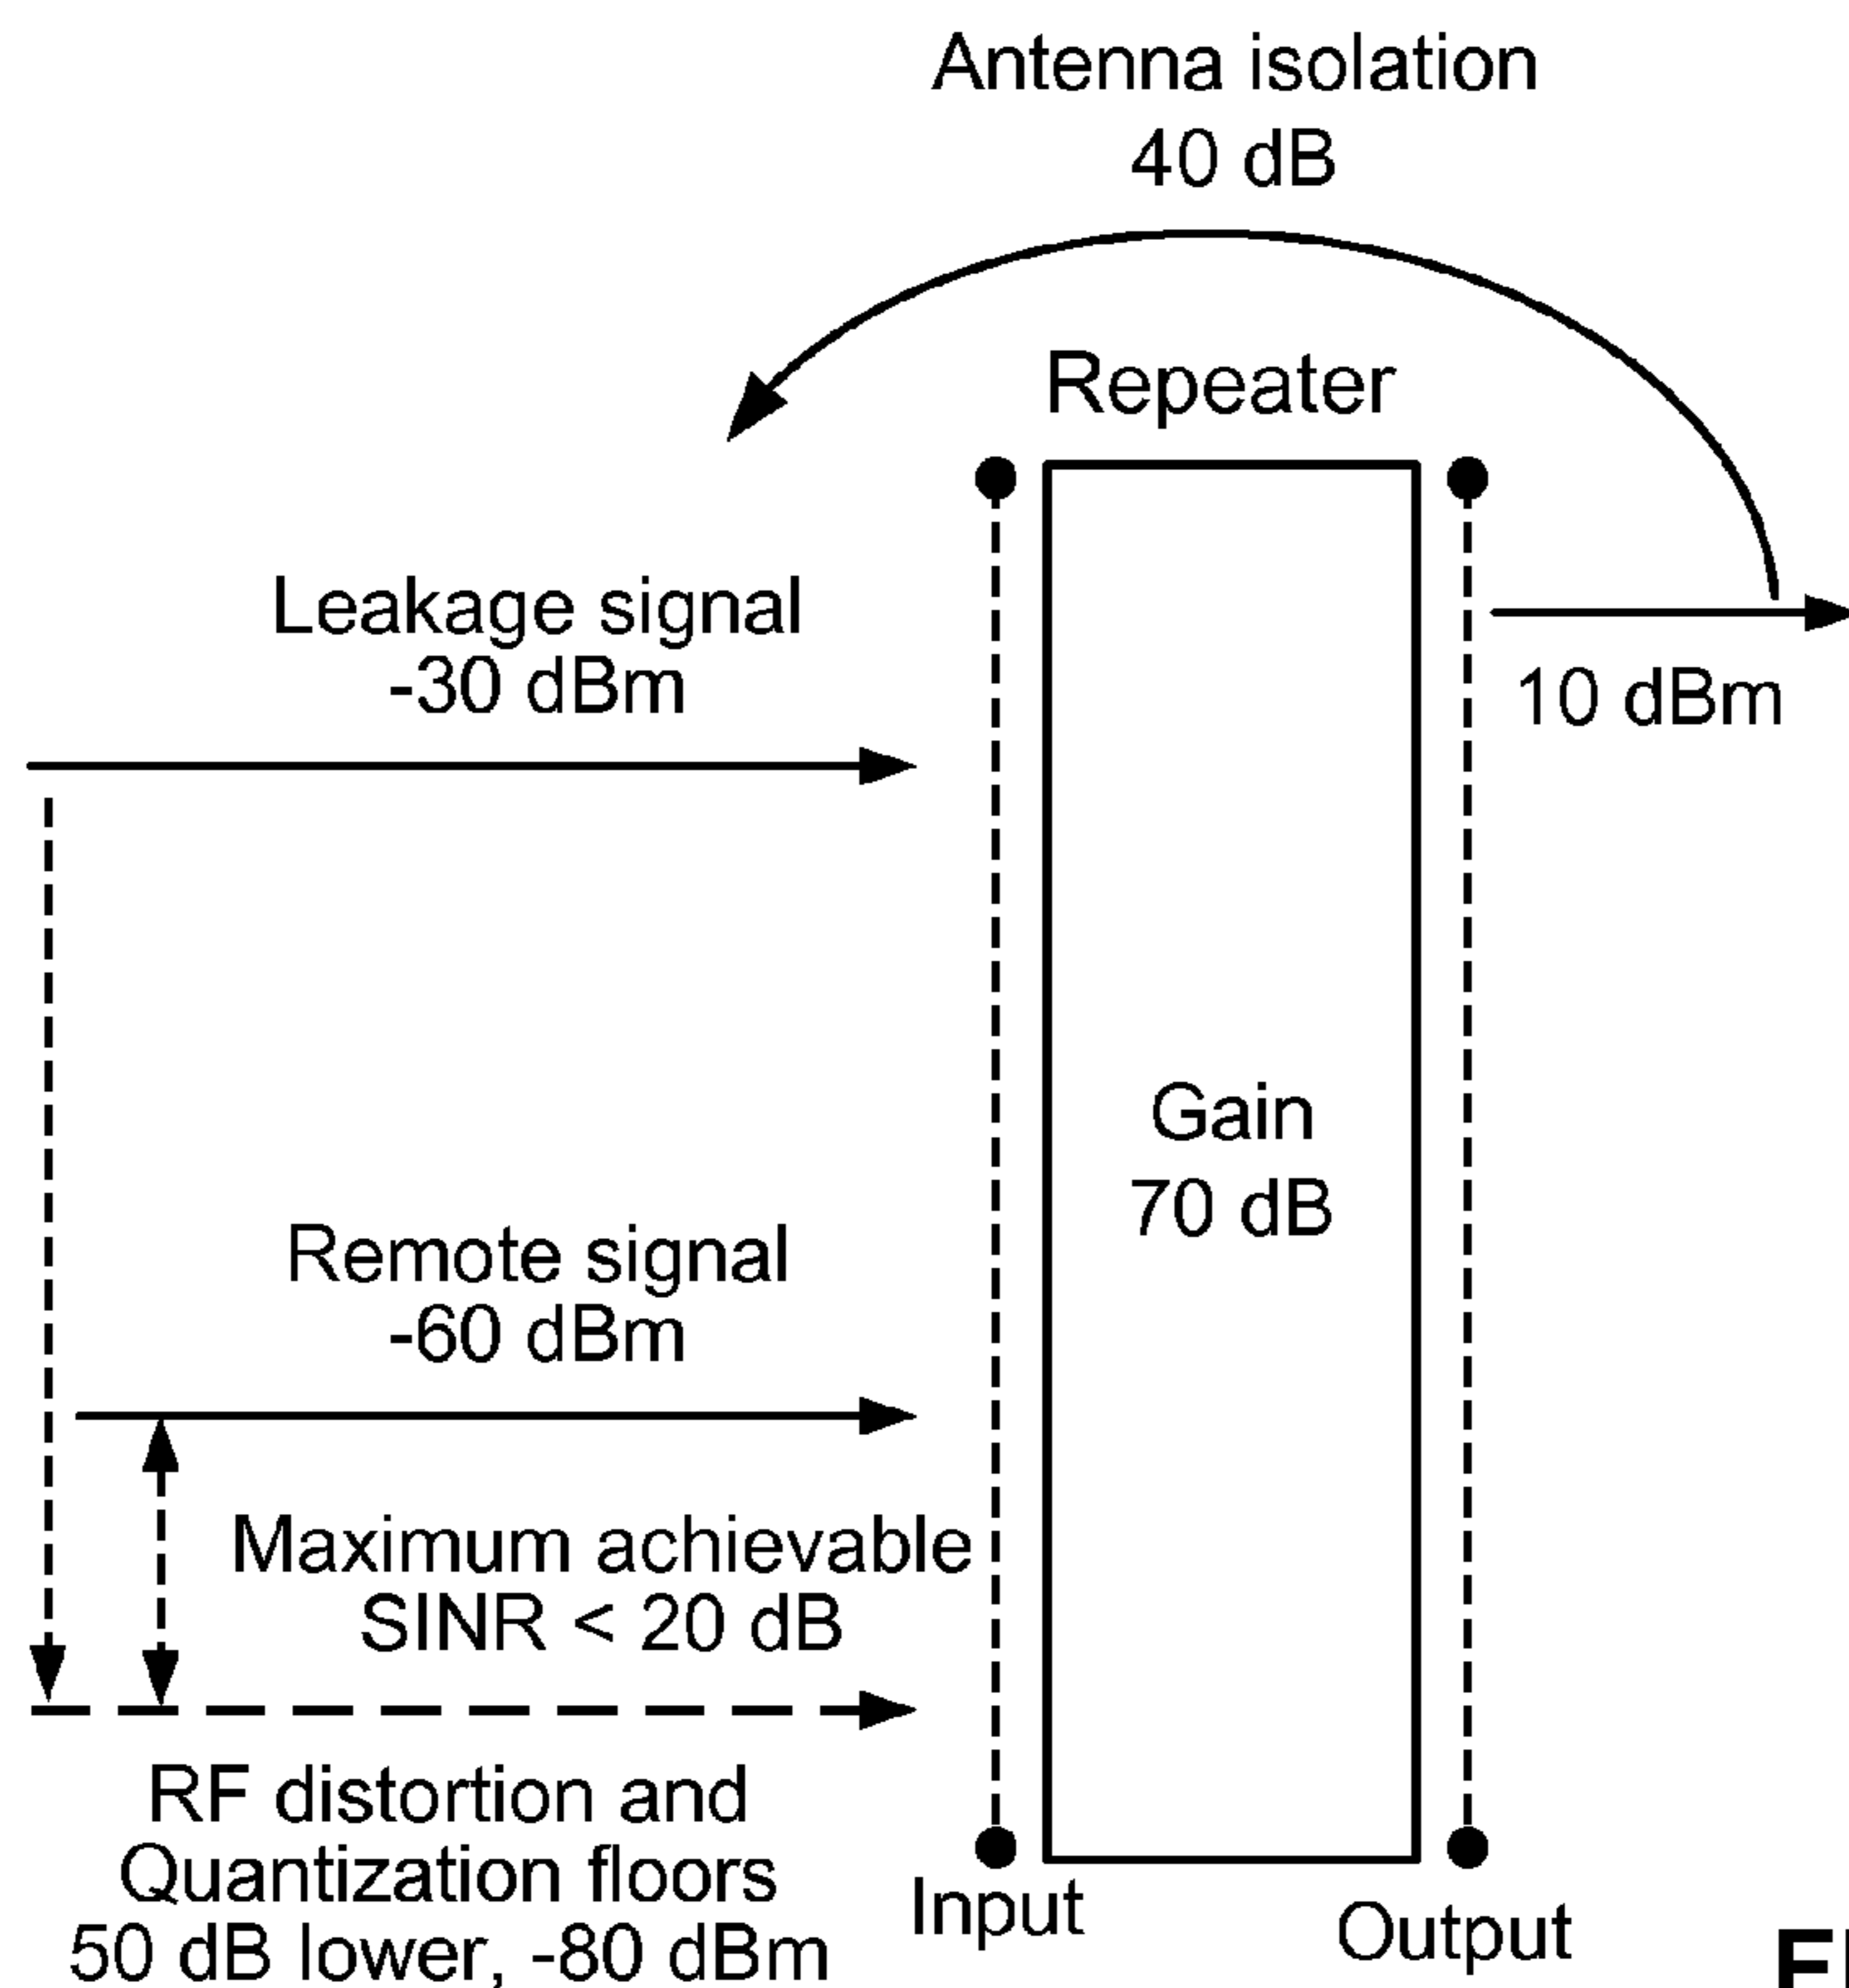 Antenna isolation
40 dB
Repeater
Leakage signal
-30 dBm
10 dBm
Gain
70 dB
Remote signal
-60 dBm
Maximum achievable
SINR < 20 dB
RF distortion and
Quantization floors
50 dB lower, -80 dBm
Input
Output